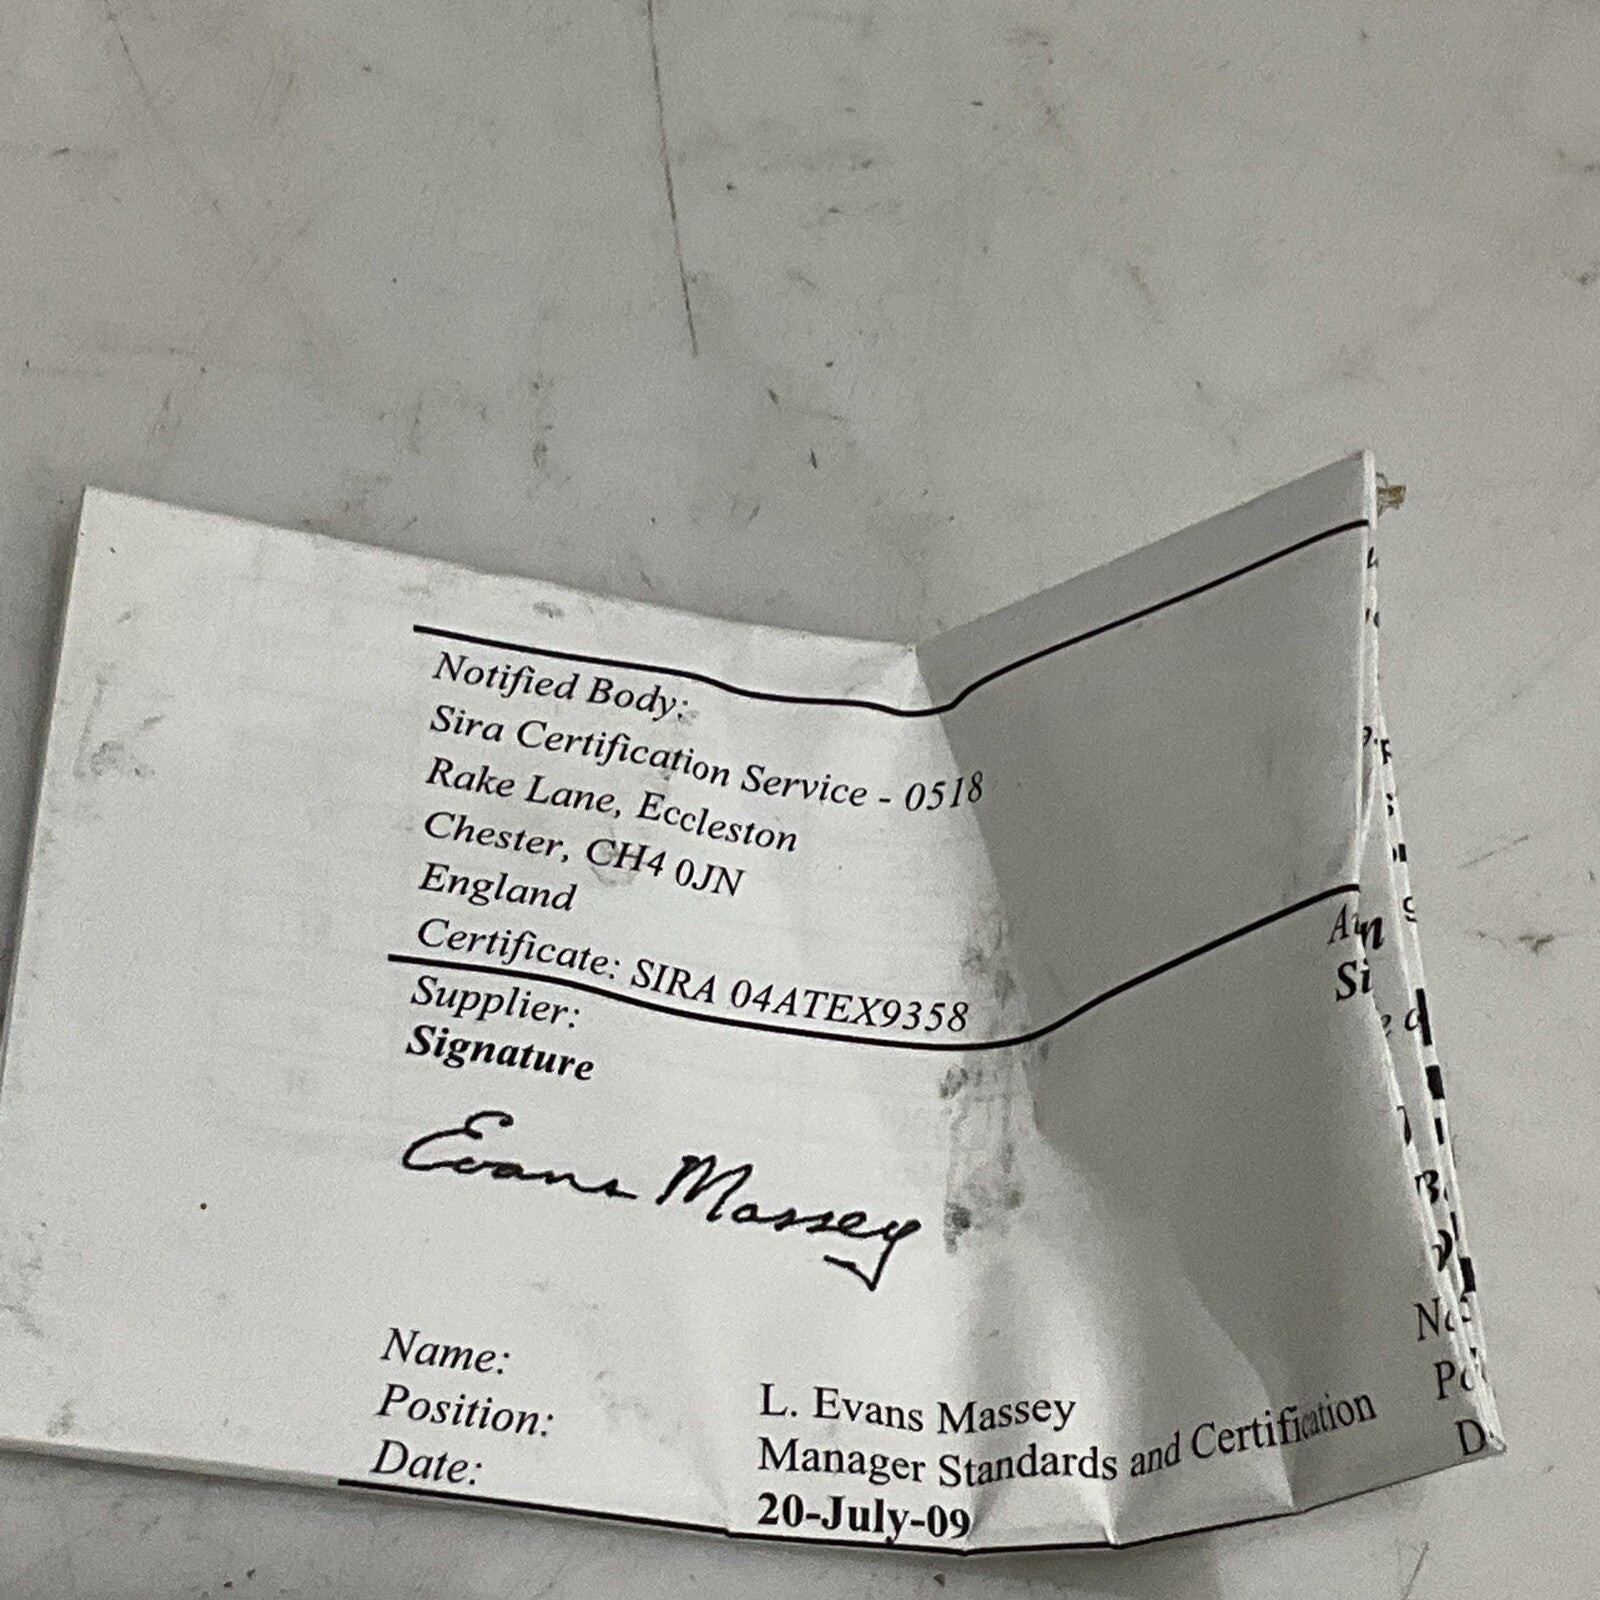 Notified Body:
Sira Certification Service - 0518
Rake Lane, Eccleston
Chester, CH4 0JN
England
Certificate: SIRA 04ATEX9358
Supplier:
Signature
Evans Massey
Name: L. Evans Massey
Position: Manager Standards and Certification
Date: 20-July-09